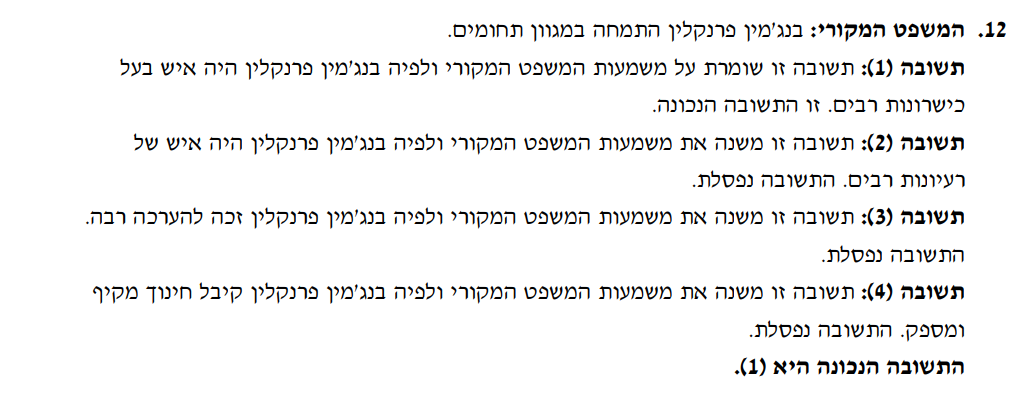 12. המשפט המקורי: בנג'מין פרנקלין התמחה במגוון תחומים.
תשובה (1): תשובה זו שומרת על משמעות המשפט המקורי ולפיה בנג'מין פרנקלין היה איש בעל
כישרונות רבים. זו התשובה הנכונה.
תשובה (2): תשובה זו משנה את משמעות המשפט המקורי ולפיה בנג'מין פרנקלין היה איש של
רעיונות רבים. התשובה נפסלת.
תשובה (3): תשובה זו משנה את משמעות המשפט המקורי ולפיה בנג'מין פרנקלין זכה להערכה רבה.
התשובה נפסלת.
תשובה (4): תשובה זו משנה את משמעות המשפט המקורי ולפיה בנג'מין פרנקלין קיבל חינוך מקיף
ומספק. התשובה נפסלת.
התשובה הנכונה היא (1).